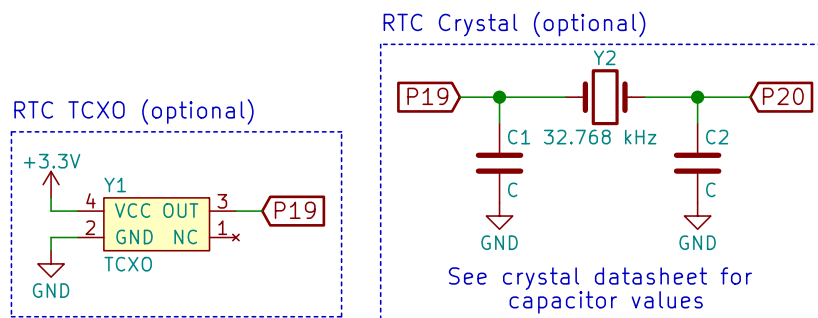 RTC TCXO (optional)
+3.3V
Y1
4 VCC OUT 3 P19
2 GND NC 1
TCXO
GND
RTC Crystal (optional)
Y2
P19 P20
C1 32.768 kHz C2
C C
GND GND
See crystal datasheet for
capacitor values